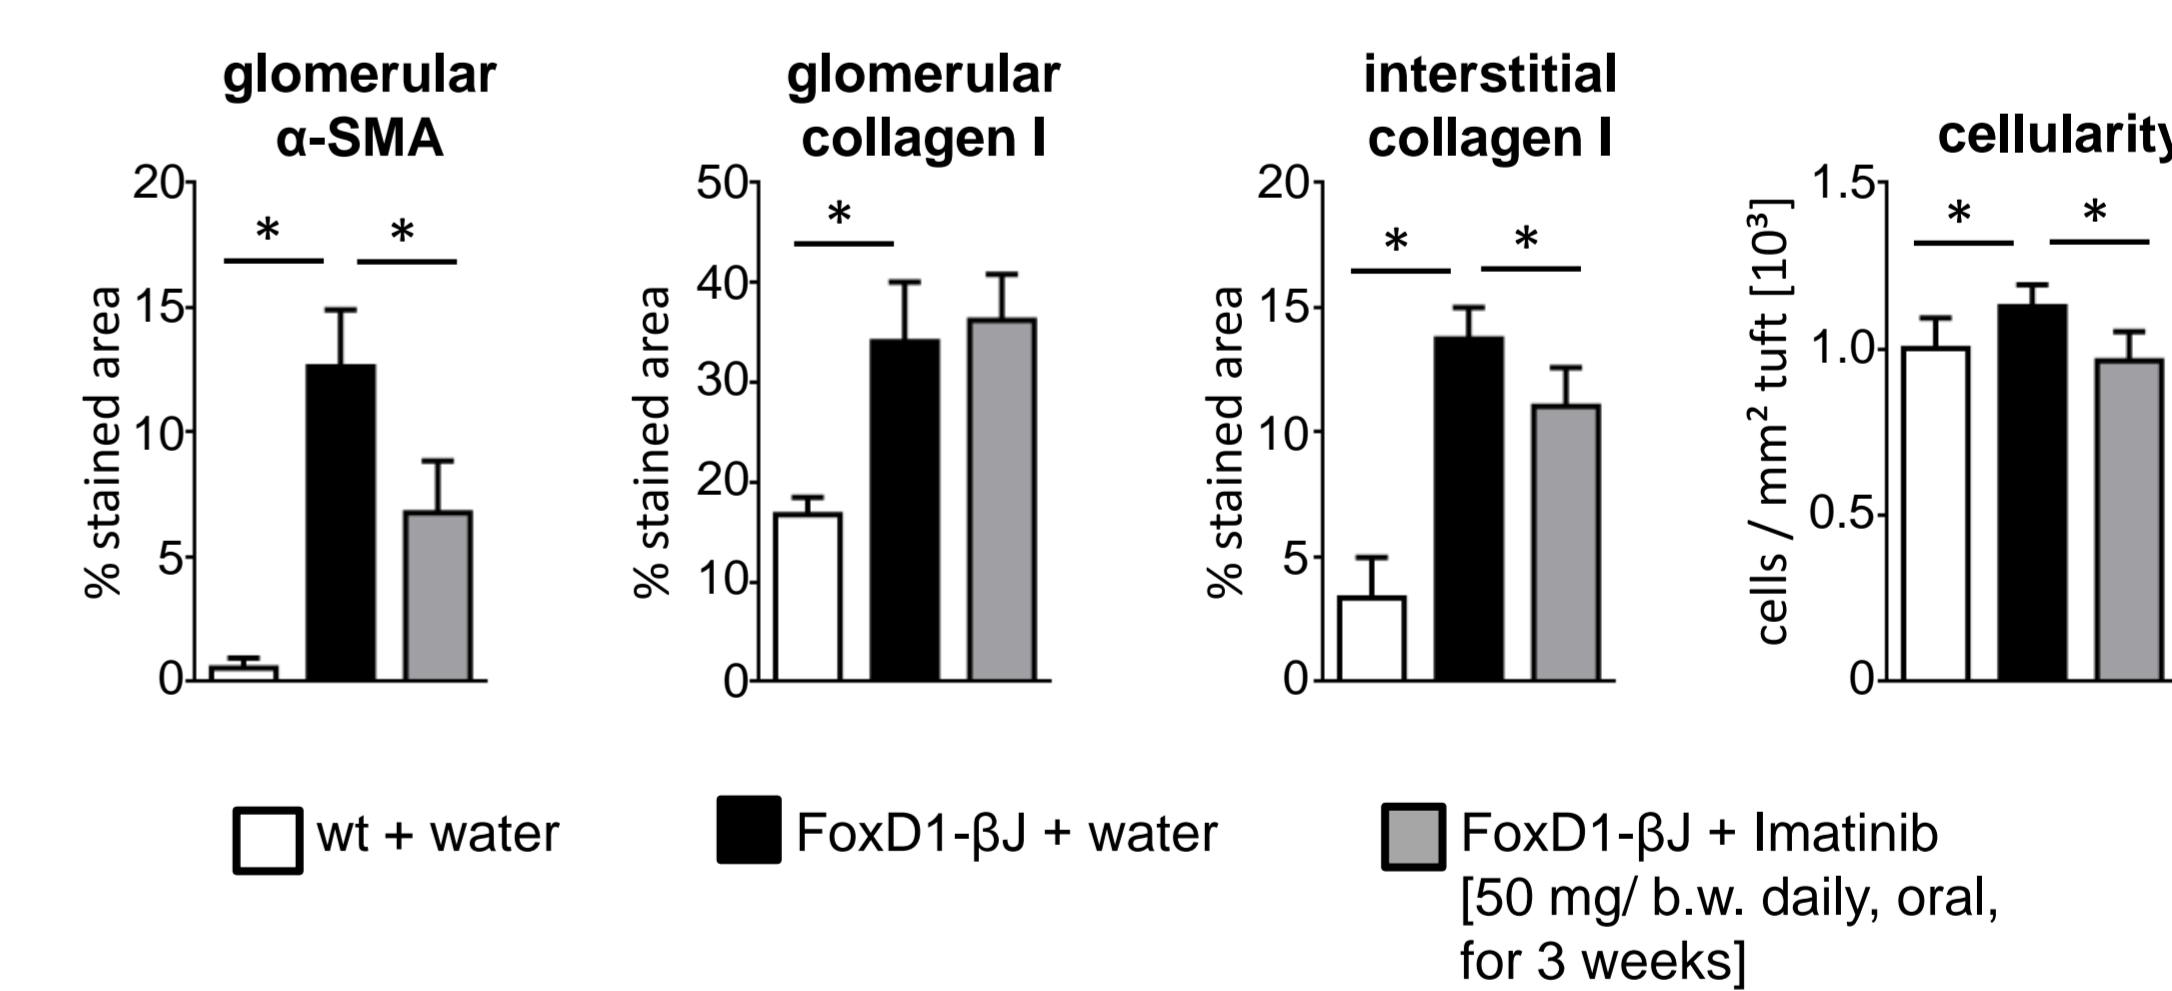 glomerular
α-SMA
20
15
10
5
0
% stained area
*
*
glomerular
collagen I
50
40
30
20
10
0
% stained area
*
interstitial
collagen I
20
15
10
5
0
% stained area
*
*
cellularity
1.5
1.0
0.5
0
cells / mm² tuft [10³]
*
*
wt + water
FoxD1-βJ + water
FoxD1-βJ + Imatinib
[50 mg/ b.w. daily, oral,
for 3 weeks]